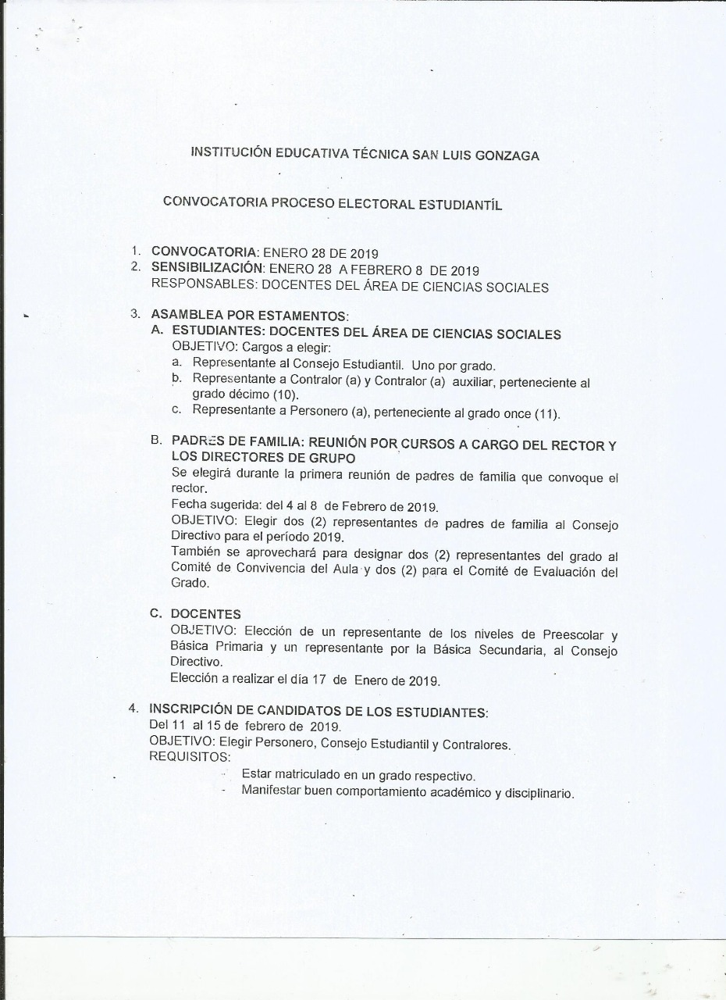 INSTITUCIÓN EDUCATIVA TÉCNICA SAN LUIS GONZAGA
CONVOCATORIA PROCESO ELECTORAL ESTUDIANTÍL
1. CONVOCATORIA: ENERO 28 DE 2019
2. SENSIBILIZACIÓN: ENERO 28 A FEBRERO 8 DE 2019
RESPONSABLES: DOCENTES DEL ÁREA DE CIENCIAS SOCIALES
3. ASAMBLEA POR ESTAMENTOS:
A. ESTUDIANTES: DOCENTES DEL ÁREA DE CIENCIAS SOCIALES
OBJETIVO: Cargos a elegir:
a. Representante al Consejo Estudiantil. Uno por grado.
b. Representante a Contralor (a) y Contralor (a) auxiliar, perteneciente al
grado décimo (10).
c. Representante a Personero (a), perteneciente al grado once (11).
B. PADRES DE FAMILIA: REUNIÓN POR CURSOS A CARGO DEL RECTOR Y
LOS DIRECTORES DE GRUPO
Se elegirá durante la primera reunión de padres de familia que convoque el
rector.
Fecha sugerida: del 4 al 8 de Febrero de 2019.
OBJETIVO: Elegir dos (2) representantes de padres de familia al Consejo
Directivo para el período 2019.
También se aprovechará para designar dos (2) representantes del grado al
Comité de Convivencia del Aula y dos (2) para el Comité de Evaluación del
Grado.
C. DOCENTES
OBJETIVO: Elección de un representante de los niveles de Preescolar y
Básica Primaria y un representante por la Básica Secundaria, al Consejo
Directivo.
Elección a realizar el día 17 de Enero de 2019.
4. INSCRIPCIÓN DE CANDIDATOS DE LOS ESTUDIANTES:
Del 11 al 15 de febrero de 2019.
OBJETIVO: Elegir Personero, Consejo Estudiantil y Contralores.
REQUISITOS:
- Estar matriculado en un grado respectivo.
- Manifestar buen comportamiento académico y disciplinario.